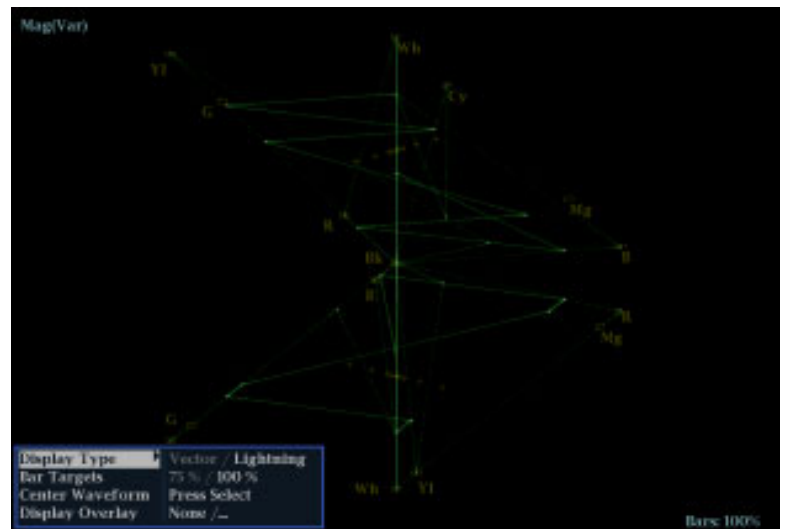 Mag(Var)
Wh
Yl
Cy
G
Mg
R
B
Bk
B
R
Mg
G
Wh
Yl
Display Type Vector / Lightning
Bar Targets 75 % / 100 %
Center Waveform Press Select
Display Overlay None /...
Bars: 100%